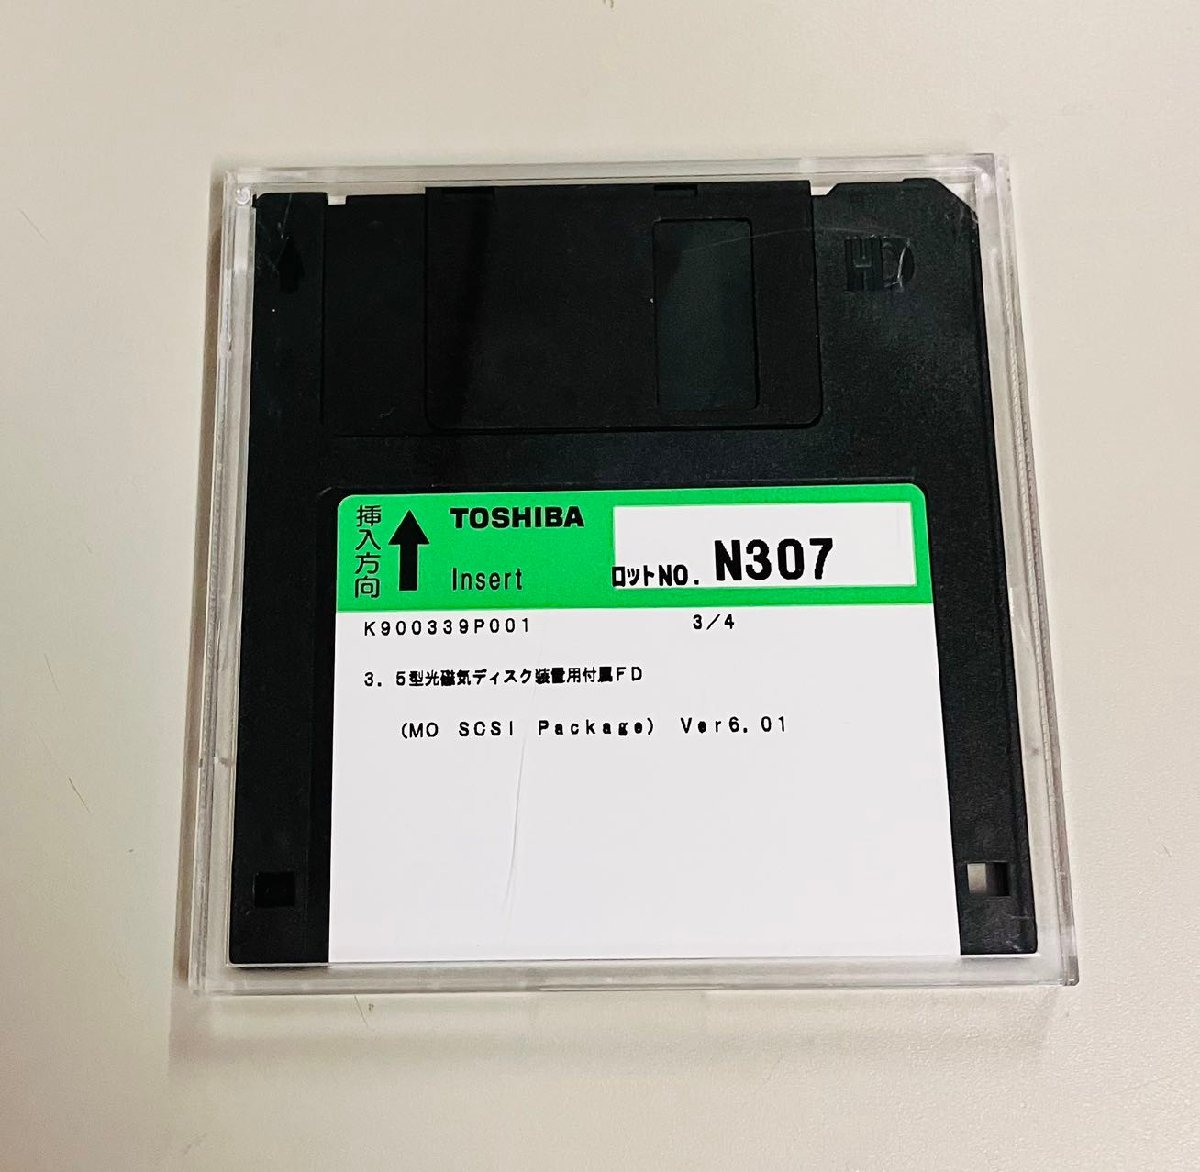 HD
挿入方向
TOSHIBA
Insert
ロットNO. N307
K900339P001 3/4
3.5型光磁気ディスク装置用付属FD
(MO SCSI Package) Ver6.01